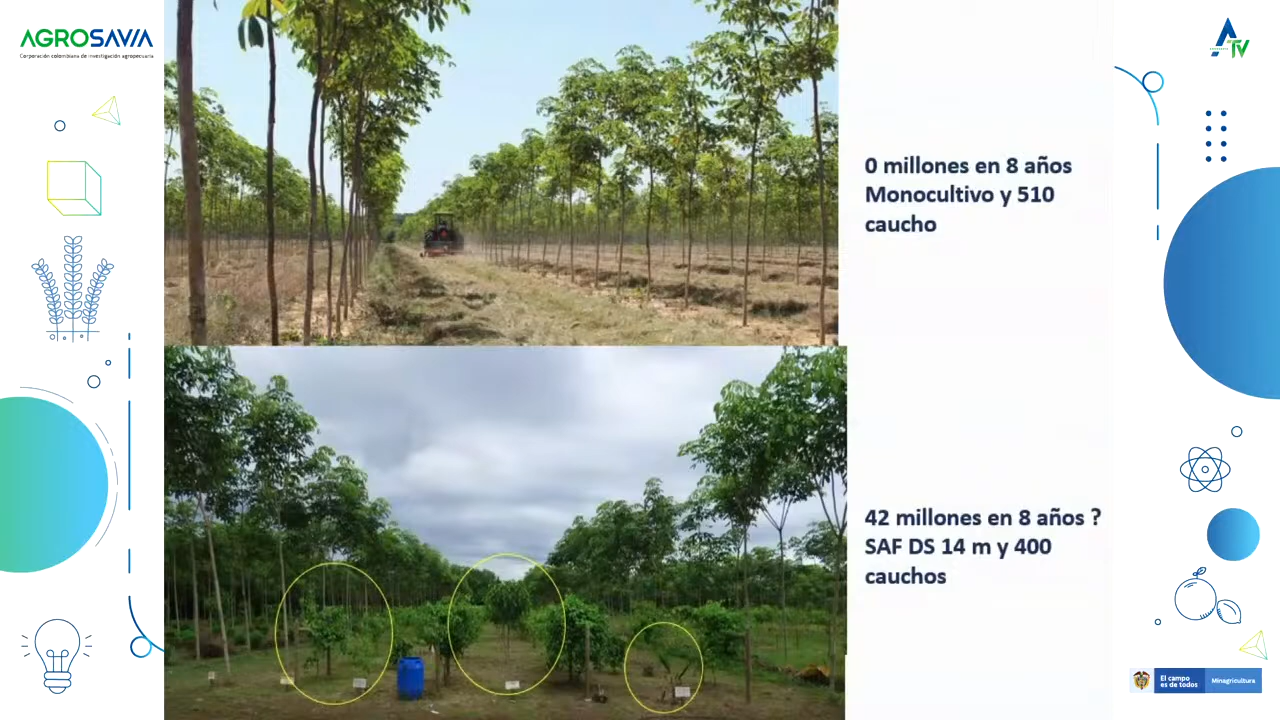 AGROSAVIA
Corporación colombiana de investigación agropecuaria
TV
0 millones en 8 años
Monocultivo y 510
caucho
42 millones en 8 años ?
SAF DS 14 m y 400
cauchos
El campo
es de todos
Minagricultura